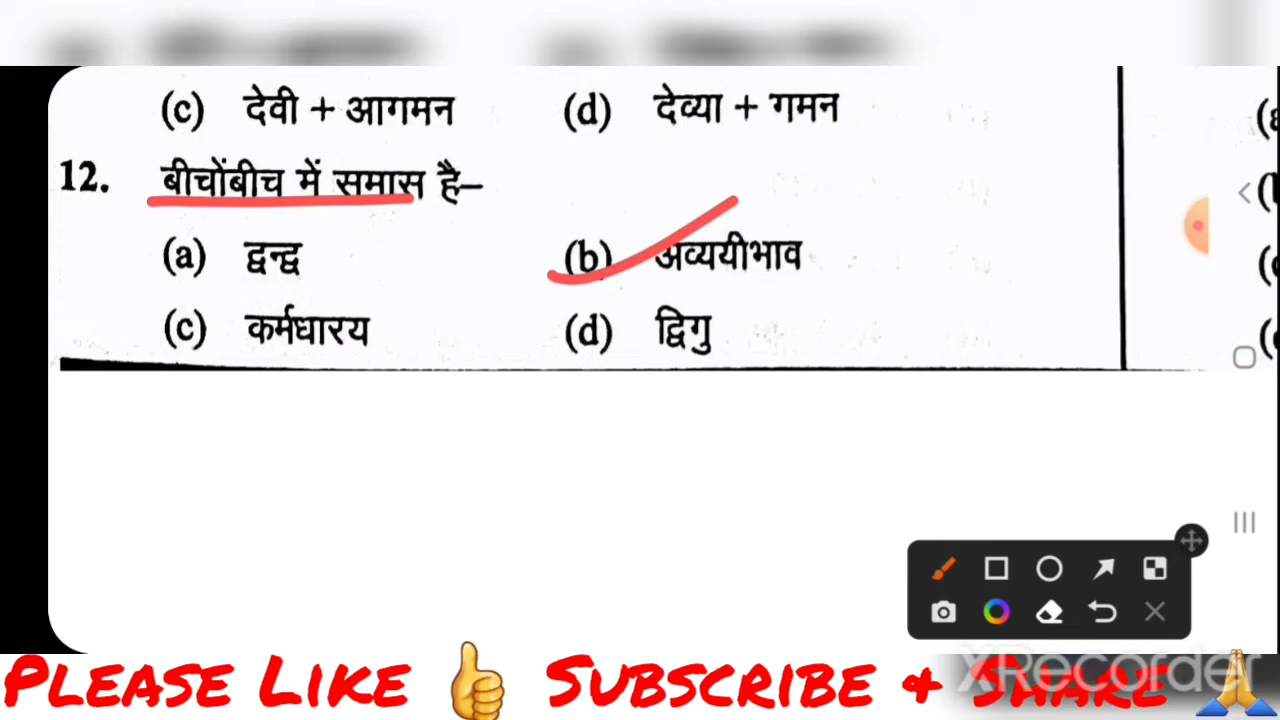 (c) देवी + आगमन (d) देव्या + गमन
12. बीचोंबीच में समास है–
(a) द्वन्द्व (b) अव्ययीभाव
(c) कर्मधारय (d) द्विगु
PLEASE LIKE 👍 SUBSCRIBE & SHARE 🙏
XRecorder